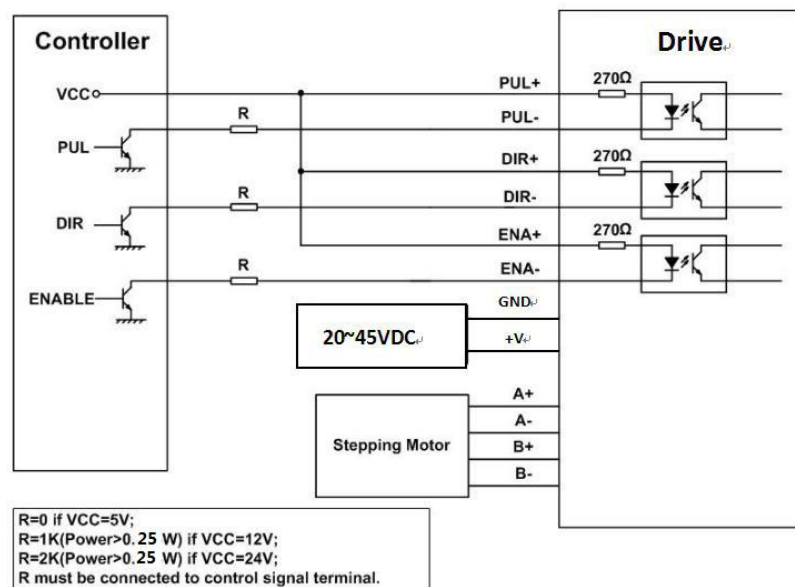 Controller
Drive
VCC
PUL+
270Ω
R
PUL-
PUL
DIR+
270Ω
R
DIR-
DIR
ENA+
270Ω
R
ENA-
ENABLE
GND
20~45VDC
+V
A+
A-
Stepping Motor
B+
B-
R=0 if VCC=5V;
R=1K(Power>0.25 W) if VCC=12V;
R=2K(Power>0.25 W) if VCC=24V;
R must be connected to control signal terminal.